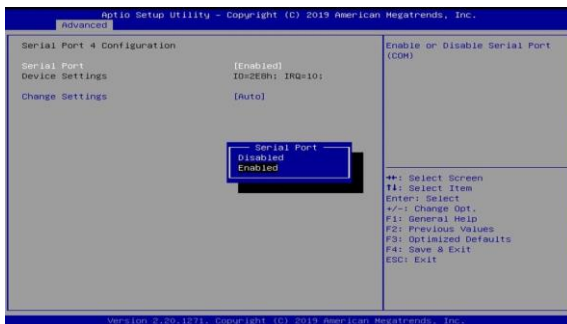 Aptio Setup Utility – Copyright (C) 2019 American Megatrends, Inc.
Advanced
Serial Port 4 Configuration
Serial Port [Enabled]
Device Settings IO=2E8h; IRQ=10;
Change Settings [Auto]
Serial Port
Disabled
Enabled
Enable or Disable Serial Port
(COM)
↔: Select Screen
↑↓: Select Item
Enter: Select
+/-: Change Opt.
F1: General Help
F2: Previous Values
F3: Optimized Defaults
F4: Save & Exit
ESC: Exit
Version 2.20.1271. Copyright (C) 2019 American Megatrends, Inc.